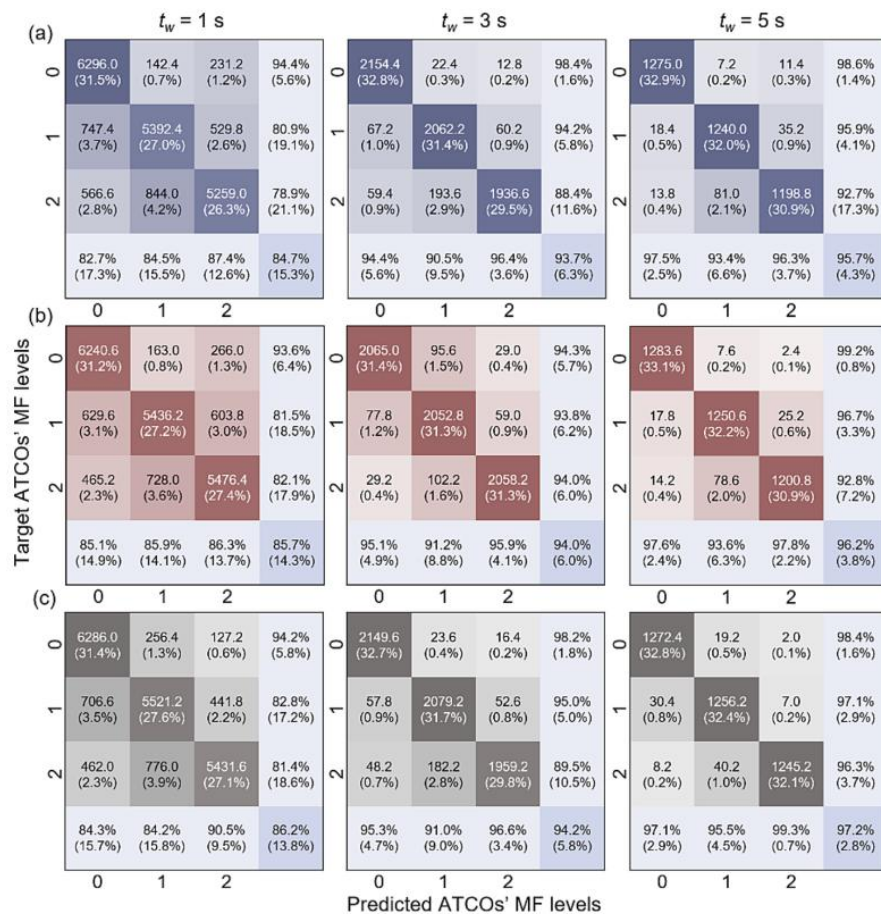 t_w = 1 s t_w = 3 s t_w = 5 s
(a)
0 6296.0 142.4 231.2 94.4% 0 2154.4 22.4 12.8 98.4% 0 1275.0 7.2 11.4 98.6%
(31.5%) (0.7%) (1.2%) (5.6%) (32.8%) (0.3%) (0.2%) (1.6%) (32.9%) (0.2%) (0.3%) (1.4%)
1 747.4 5392.4 529.8 80.9% 1 67.2 2062.2 60.2 94.2% 1 18.4 1240.0 35.2 95.9%
(3.7%) (27.0%) (2.6%) (19.1%) (1.0%) (31.4%) (0.9%) (5.8%) (0.5%) (32.0%) (0.9%) (4.1%)
2 566.6 844.0 5259.0 78.9% 2 59.4 193.6 1936.6 88.4% 2 13.8 81.0 1198.8 92.7%
(2.8%) (4.2%) (26.3%) (21.1%) (0.9%) (2.9%) (29.5%) (11.6%) (0.4%) (2.1%) (30.9%) (17.3%)
82.7% 84.5% 87.4% 84.7% 94.4% 90.5% 96.4% 93.7% 97.5% 93.4% 96.3% 95.7%
(17.3%) (15.5%) (12.6%) (15.3%) (5.6%) (9.5%) (3.6%) (6.3%) (2.5%) (6.6%) (3.7%) (4.3%)
0 1 2 0 1 2 0 1 2
Target ATCOs' MF levels
(b)
0 6240.6 163.0 266.0 93.6% 0 2065.0 95.6 29.0 94.3% 0 1283.6 7.6 2.4 99.2%
(31.2%) (0.8%) (1.3%) (6.4%) (31.4%) (1.5%) (0.4%) (5.7%) (33.1%) (0.2%) (0.1%) (0.8%)
1 629.6 5436.2 603.8 81.5% 1 77.8 2052.8 59.0 93.8% 1 17.8 1250.6 25.2 96.7%
(3.1%) (27.2%) (3.0%) (18.5%) (1.2%) (31.3%) (0.9%) (6.2%) (0.5%) (32.2%) (0.6%) (3.3%)
2 465.2 728.0 5476.4 82.1% 2 29.2 102.2 2058.2 94.0% 2 14.2 78.6 1200.8 92.8%
(2.3%) (3.6%) (27.4%) (17.9%) (0.4%) (1.6%) (31.3%) (6.0%) (0.4%) (2.0%) (30.9%) (7.2%)
85.1% 85.9% 86.3% 85.7% 95.1% 91.2% 95.9% 94.0% 97.6% 93.6% 97.8% 96.2%
(14.9%) (14.1%) (13.7%) (14.3%) (4.9%) (8.8%) (4.1%) (6.0%) (2.4%) (6.3%) (2.2%) (3.8%)
0 1 2 0 1 2 0 1 2
(c)
0 6286.0 256.4 127.2 94.2% 0 2149.6 23.6 16.4 98.2% 0 1272.4 19.2 2.0 98.4%
(31.4%) (1.3%) (0.6%) (5.8%) (32.7%) (0.4%) (0.2%) (1.8%) (32.8%) (0.5%) (0.1%) (1.6%)
1 706.6 5521.2 441.8 82.8% 1 57.8 2079.2 52.6 95.0% 1 30.4 1256.2 7.0 97.1%
(3.5%) (27.6%) (2.2%) (17.2%) (0.9%) (31.7%) (0.8%) (5.0%) (0.8%) (32.4%) (0.2%) (2.9%)
2 462.0 776.0 5431.6 81.4% 2 48.2 182.2 1959.2 89.5% 2 8.2 40.2 1245.2 96.3%
(2.3%) (3.9%) (27.1%) (18.6%) (0.7%) (2.8%) (29.8%) (10.5%) (0.2%) (1.0%) (32.1%) (3.7%)
84.3% 84.2% 90.5% 86.2% 95.3% 91.0% 96.6% 94.2% 97.1% 95.5% 99.3% 97.2%
(15.7%) (15.8%) (9.5%) (13.8%) (4.7%) (9.0%) (3.4%) (5.8%) (2.9%) (4.5%) (0.7%) (2.8%)
0 1 2 0 1 2 0 1 2
Predicted ATCOs' MF levels